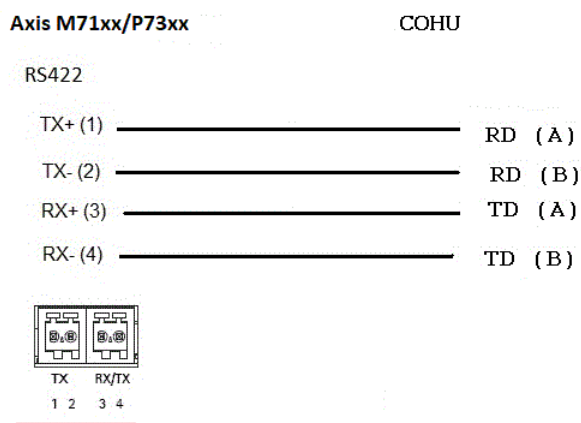 Axis M71xx/P73xx COHU
RS422
TX+ (1) RD (A)
TX- (2) RD (B)
RX+ (3) TD (A)
RX- (4) TD (B)
TX RX/TX
1 2 3 4